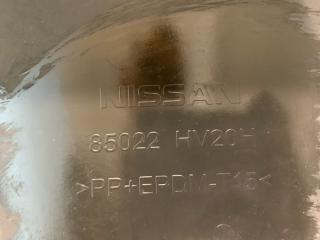 NISSAN
85022 HV20H
>PP+EPDM-T15<